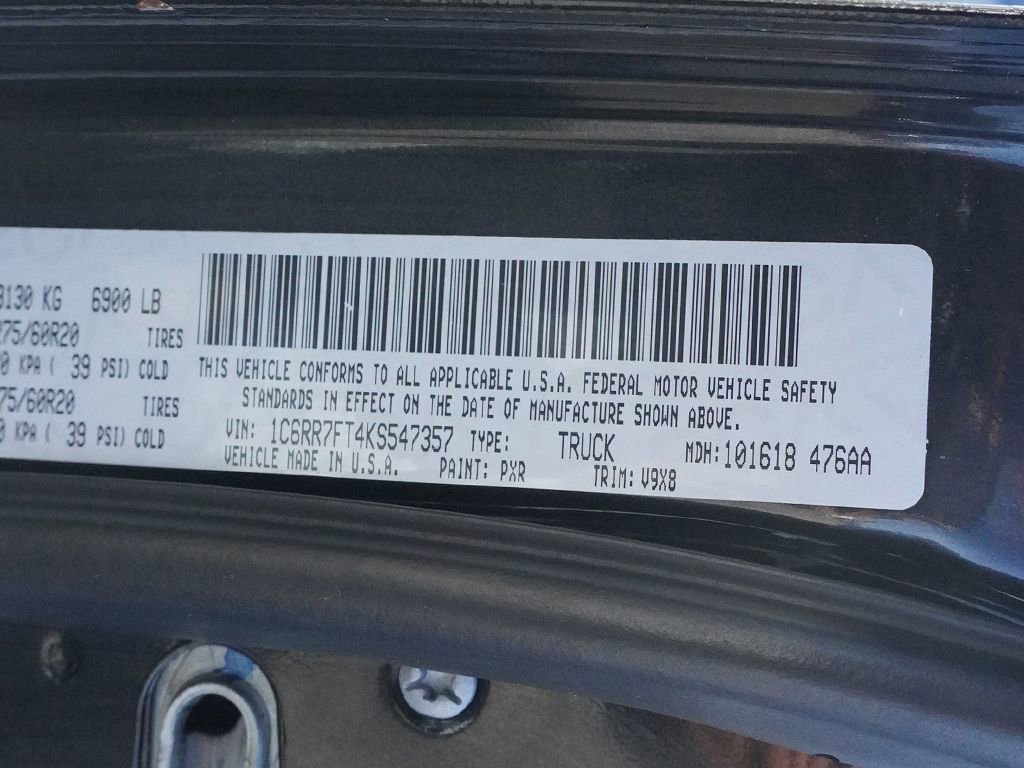 3130 KG 6900 LB
275/60R20 TIRES
0 KPA ( 39 PSI) COLD
75/60R20 TIRES
0 KPA ( 39 PSI) COLD
THIS VEHICLE CONFORMS TO ALL APPLICABLE U.S.A. FEDERAL MOTOR VEHICLE SAFETY
STANDARDS IN EFFECT ON THE DATE OF MANUFACTURE SHOWN ABOVE.
VIN: 1C6RR7FT4KS547357 TYPE: TRUCK MDH:101618 476AA
VEHICLE MADE IN U.S.A. PAINT: PXR TRIM: V9X8